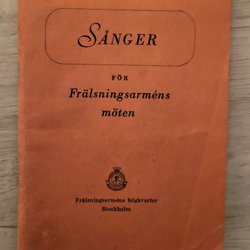 SÅNGER
FÖR
Frälsningsarméns
möten
Frälsningsarméns högkvarter
Stockholm